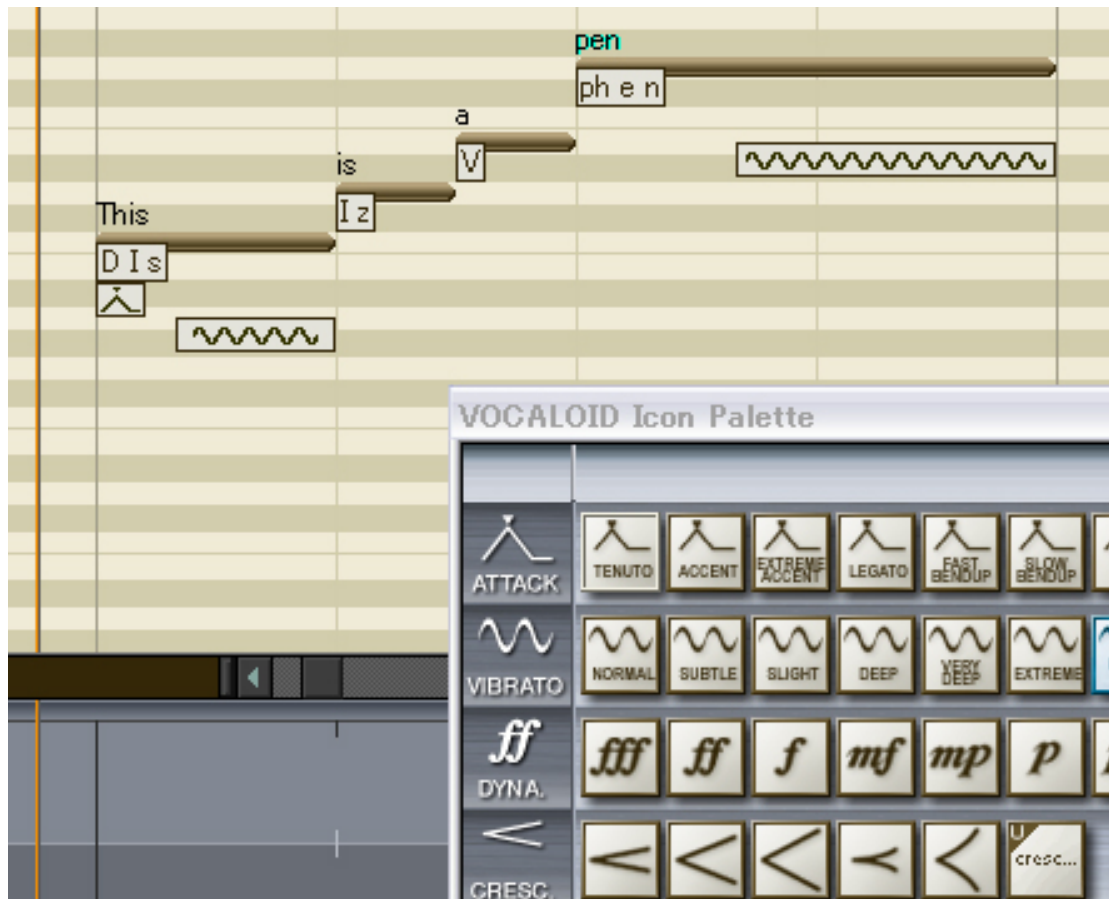 pen
ph e n
a
V
is
I z
This
D I s
VOCALOID Icon Palette
ATTACK
TENUTO
ACCENT
EXTREME ACCENT
LEGATO
FAST BENDUP
SLOW BENDUP
VIBRATO
NORMAL
SUBTLE
SLIGHT
DEEP
VERY DEEP
EXTREME
ff
DYNA.
fff
ff
f
mf
mp
p
CRESC.
U
cresc...